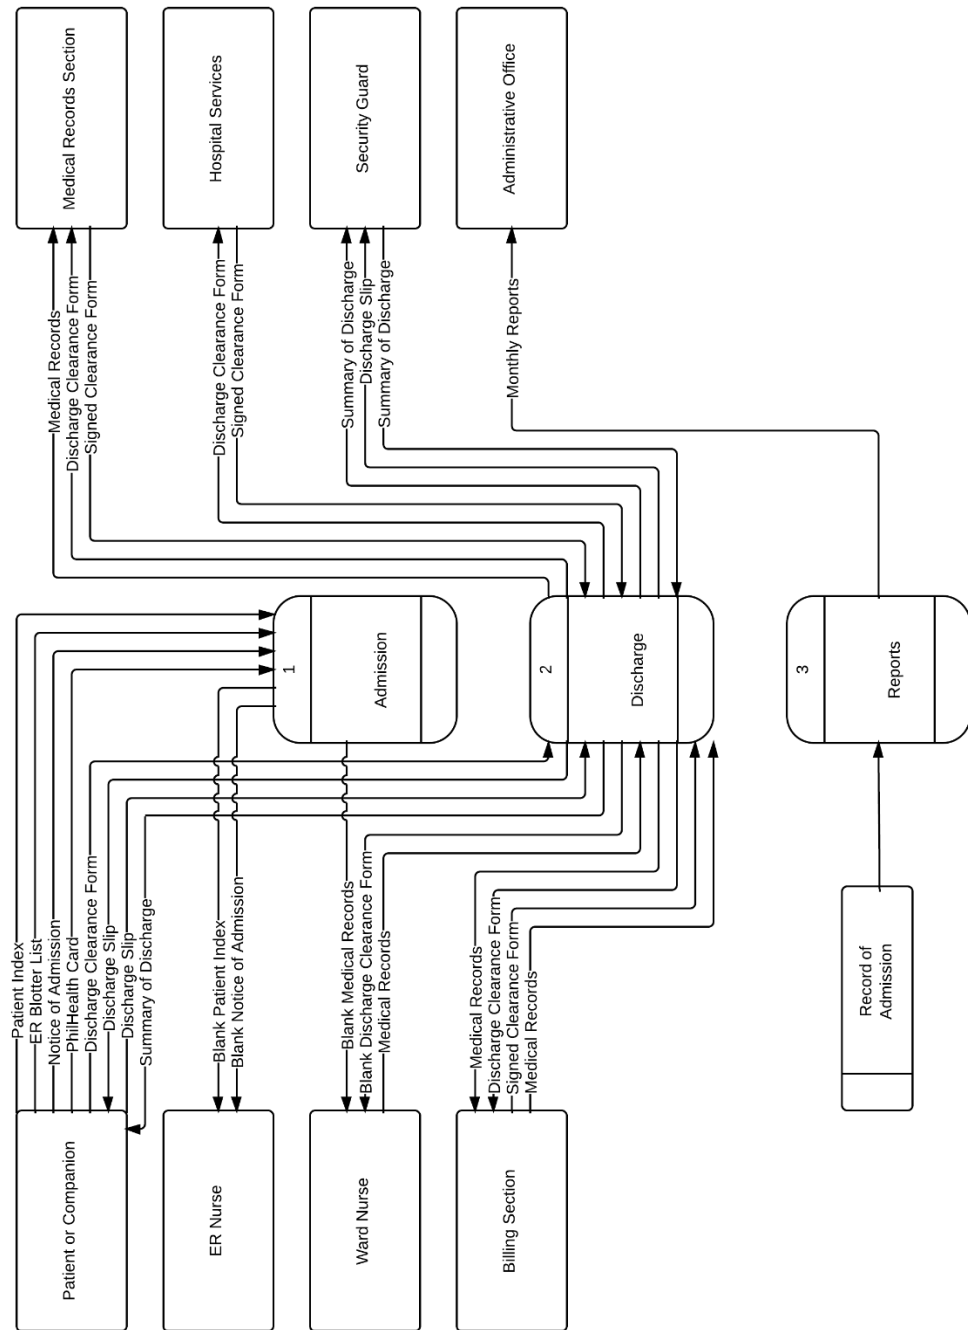 Patient or Companion
ER Nurse
Ward Nurse
Billing Section
Patient Index
ER Blotter List
Notice of Admission
PhilHealth Card
Discharge Clearance Form
Discharge Slip
Discharge Slip
Summary of Discharge
Blank Patient Index
Blank Notice of Admission
Blank Medical Records
Blank Discharge Clearance Form
Medical Records
Medical Records
Discharge Clearance Form
Signed Clearance Form
Medical Records
Record of
Admission
1
Admission
2
Discharge
3
Reports
Medical Records
Discharge Clearance Form
Signed Clearance Form
Discharge Clearance Form
Signed Clearance Form
Summary of Discharge
Discharge Slip
Summary of Discharge
Monthly Reports
Medical Records Section
Hospital Services
Security Guard
Administrative Office